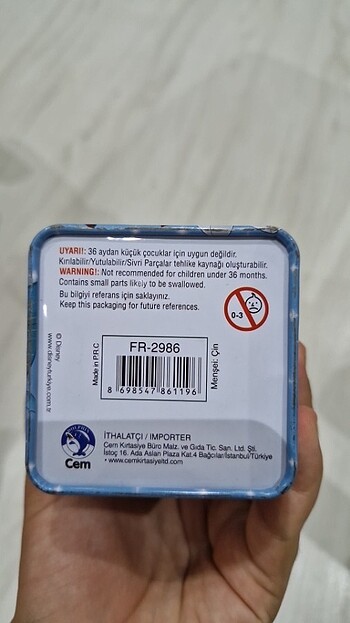 UYARI!: 36 aydan küçük çocuklar için uygun değildir.
Kırılabilir/Yutulabilir/Sivri Parçalar tehlike kaynağı oluşturabilir.
WARNING!: Not recommended for children under 36 months.
Contains small parts likely to be swallowed.
Bu bilgiyi referans için saklayınız.
Keep this packaging for future references.
0-3
© Disney
www.disneyturkiye.com.tr
Made in P.R.C
FR-2986
8 698547 861196
Menşei: Çin
Cem
İTHALATÇI / IMPORTER
Cem Kırtasiye Büro Malz. ve Gıda Tic. San. Ltd. Şti.
İstoç 16. Ada Aslan Plaza Kat.4 Bağcılar/İstanbul/Türkiye
• www.cemkirtasiyeltd.com